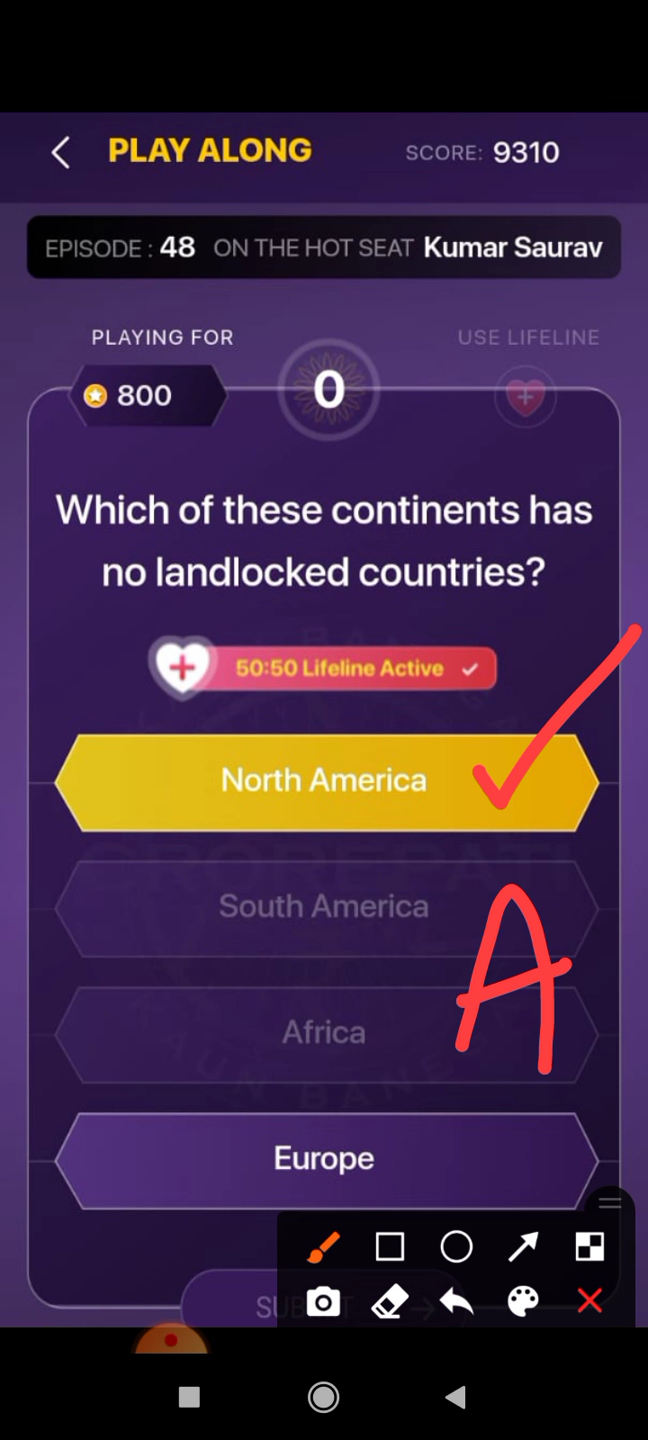 PLAY ALONG
SCORE: 9310
EPISODE : 48 ON THE HOT SEAT Kumar Saurav
PLAYING FOR
USE LIFELINE
800
0
Which of these continents has
no landlocked countries?
50:50 Lifeline Active
North America
South America
A
Africa
Europe